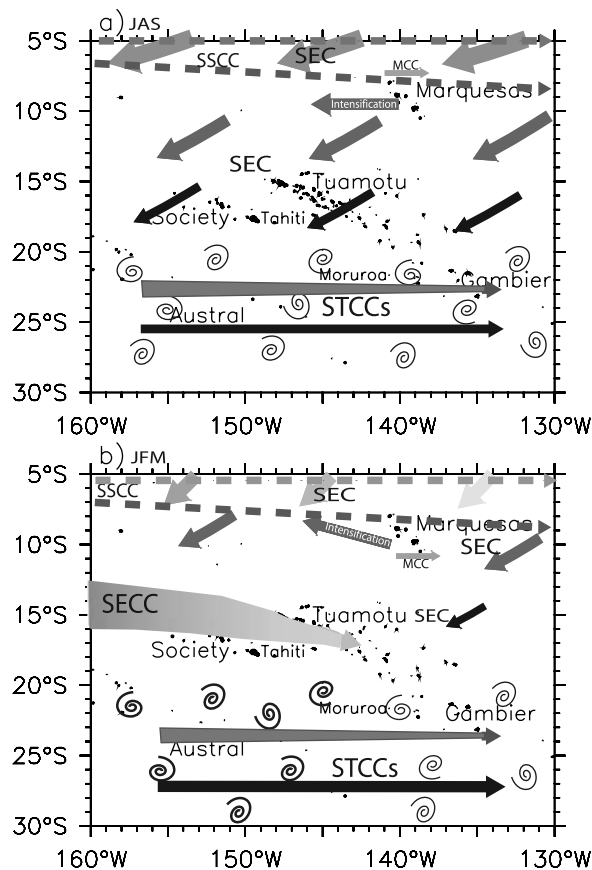 a) JAS
5°S
SSCC
SEC
MCC
Marquesas
10°S
Intensification
SEC
15°S
Tuamotu
Society
Tahiti
20°S
Moruroa
Gambier
STCCs
25°S
Austral
30°S
160°W 150°W 140°W 130°W
b) JFM
5°S
SSCC
SEC
Marquesas
Intensification
SEC
10°S
MCC
SECC
15°S
Tuamotu
SEC
Society
Tahiti
20°S
Moruroa
Gambier
25°S
Austral
STCCs
30°S
160°W 150°W 140°W 130°W